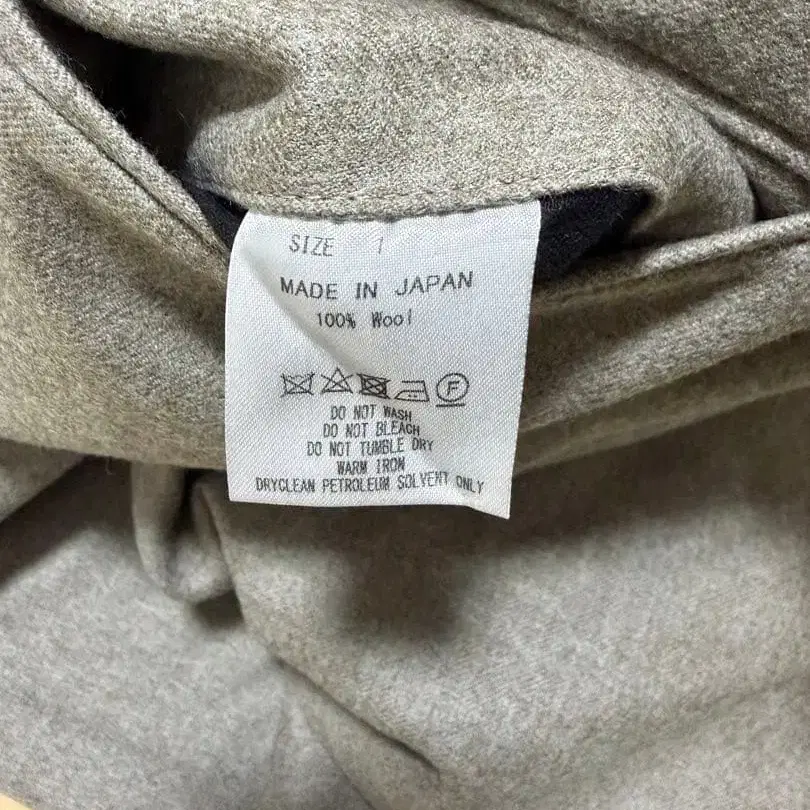 SIZE 1
MADE IN JAPAN
100% Wool
F
DO NOT WASH
DO NOT BLEACH
DO NOT TUMBLE DRY
WARM IRON
DRYCLEAN PETROLEUM SOLVENT ONLY